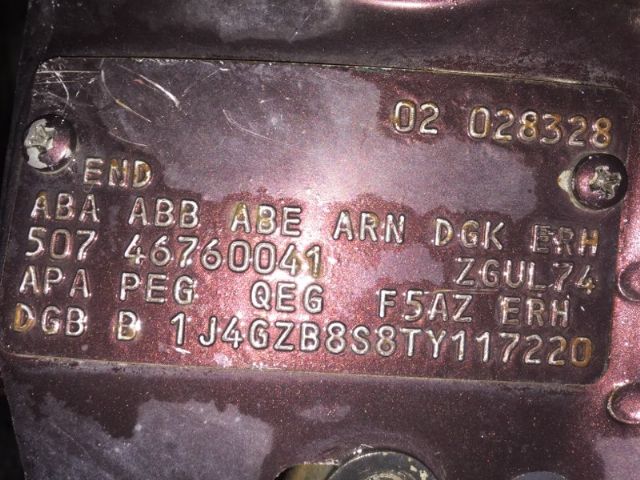 02 028328
END
ABA ABB ABE ARN DGK ERH
507 46760041 ZGUL74
APA PEG QEG F5AZ ERH
DGB B 1J4GZB8S8TY117220